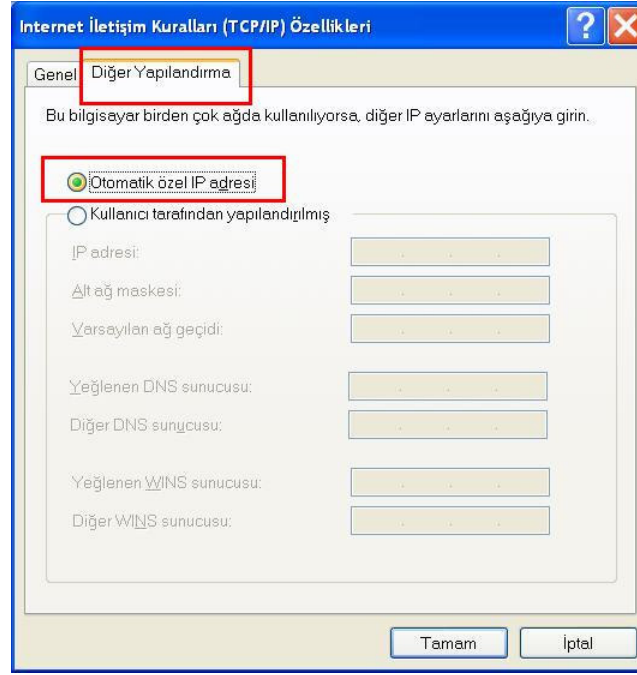 Internet İletişim Kuralları (TCP/IP) Özellikleri
Genel Diğer Yapılandırma
Bu bilgisayar birden çok ağda kullanılıyorsa, diğer IP ayarlarını aşağıya girin.
Otomatik özel IP adresi
Kullanıcı tarafından yapılandırılmış
IP adresi:
Alt ağ maskesi:
Varsayılan ağ geçidi:
Yeğlenen DNS sunucusu:
Diğer DNS sunucusu:
Yeğlenen WINS sunucusu:
Diğer WINS sunucusu:
Tamam İptal